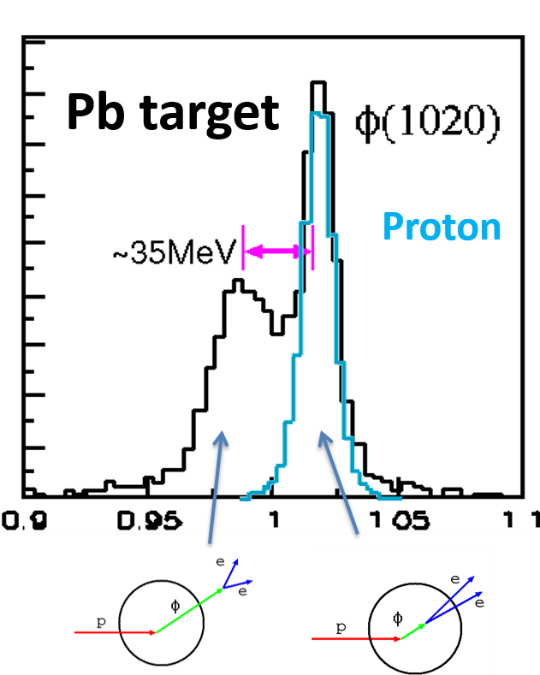 Pb target
ϕ(1020)
Proton
~35MeV
0.9 0.95 1 1 05 1 1
e
e
ϕ
p
e
e
ϕ
p